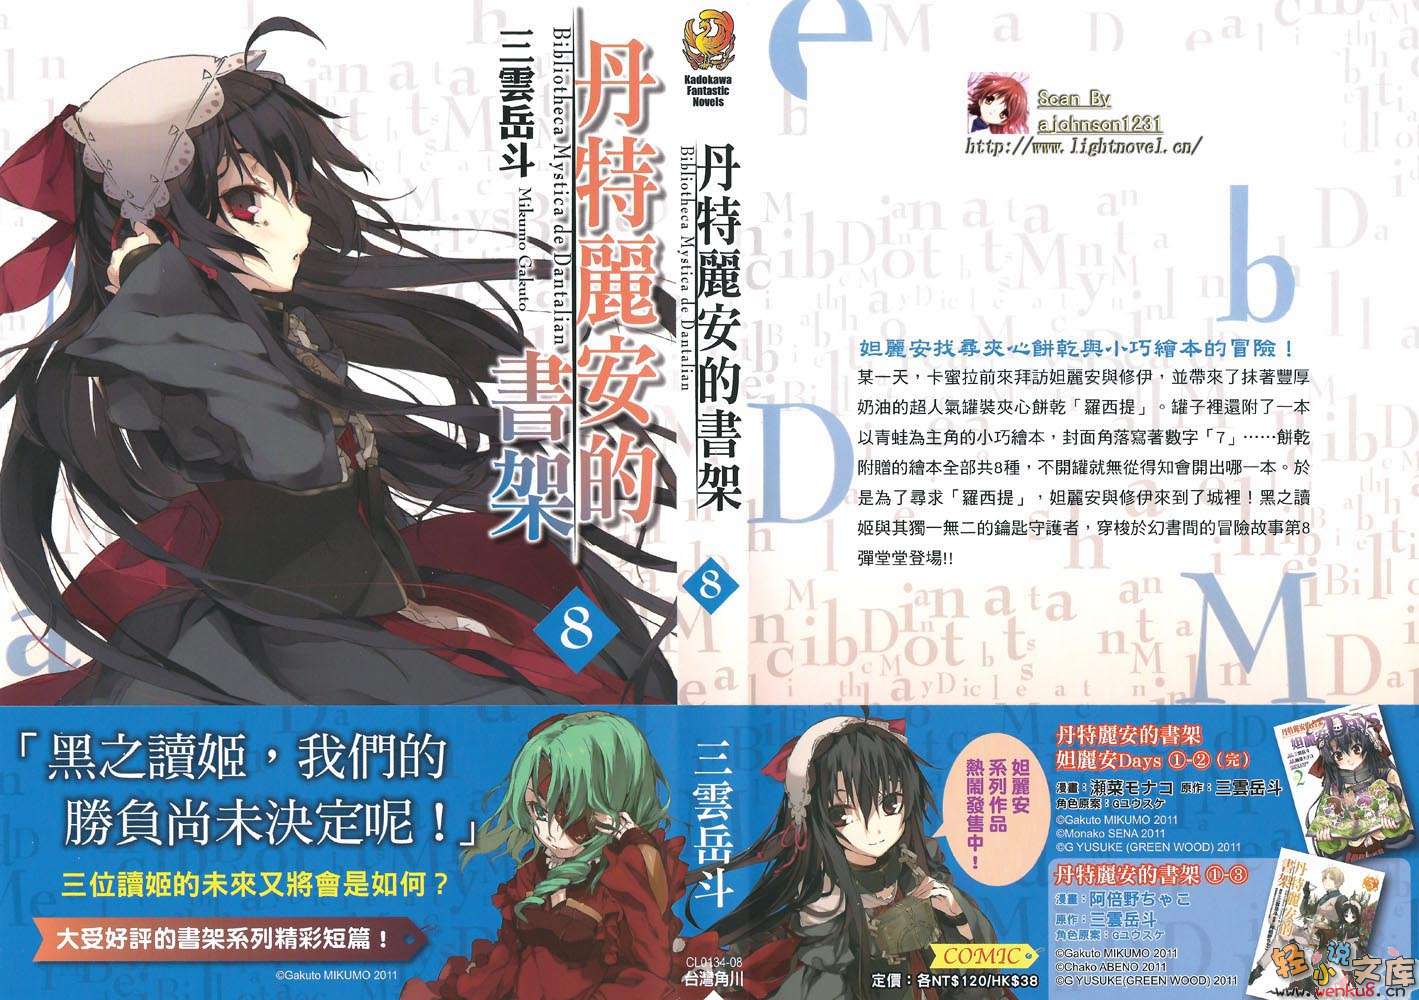 丹特麗安的書架
Bibliotheca Mystica de Dantalian
三雲岳斗
Mikumo Gakuto
8
Kadokawa
Fantastic
Novels
丹特麗安的書架
Bibliotheca Mystica de Dantalian
8
Scan By
ajohnson1231
http://www.lightnovel.cn/
妲麗安找尋夾心餅乾與小巧繪本的冒險！
某一天，卡蜜拉前來拜訪妲麗安與修伊，並帶來了抹著豐厚
奶油的超人氣罐裝夾心餅乾「羅西提」。罐子裡還附了一本
以青蛙為主角的小巧繪本，封面角落寫著數字「7」……餅乾
附贈的繪本全部共8種，不開罐就無從得知會開出哪一本。於
是為了尋求「羅西提」，妲麗安與修伊來到了城裡！黑之讀
姬與其獨一無二的鑰匙守護者，穿梭於幻書間的冒險故事第8
彈堂堂登場!!
「黑之讀姬，我們的
勝負尚未決定呢！」
三位讀姬的未來又將會是如何？
大受好評的書架系列精彩短篇！
©Gakuto MIKUMO 2011
三雲岳斗
CL0134-08
台灣角川
妲麗安
系列作品
熱鬧發售中！
COMIC
定價：各NT$120/HK$38
丹特麗安的書架
妲麗安Days ①-②（完）
漫畫：瀨菜モナコ 原作：三雲岳斗
角色原案：Gユウスケ
©Gakuto MIKUMO 2011
©Monako SENA 2011
©G YUSUKE (GREEN WOOD) 2011
丹特麗安的書架 ①-③
漫畫：阿倍野ちゃこ
原作：三雲岳斗
角色原案：Gユウスケ
©Gakuto MIKUMO 2011
©Chako ABENO 2011
©G YUSUKE(GREEN WOOD) 2011
轻小说文库
www.wenku8.cn